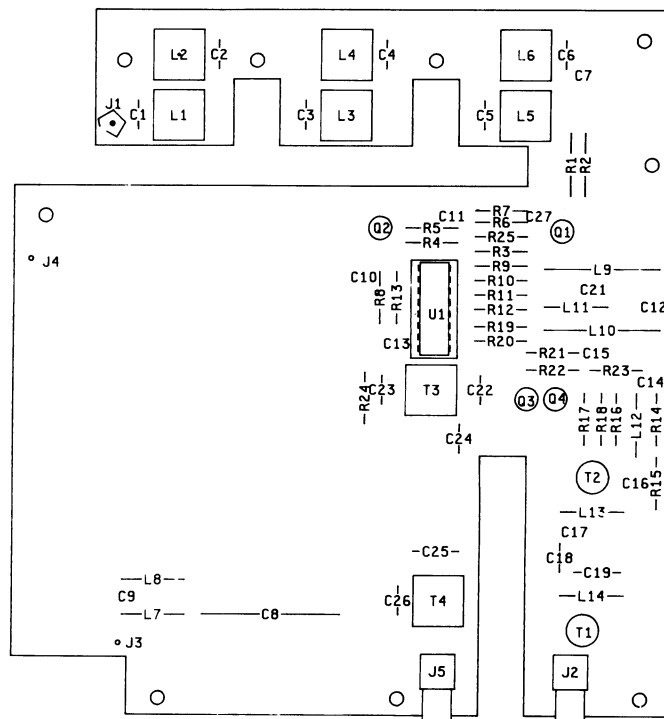 L2 C2 L4 C4 L6 C6
C7
J1 C1 L1 C3 L3 C5 L5
R1 R2
Q2 R5 C11 R7 C27 Q1
R6
R4 R25
R3
J4 R9 L9
C10 R8 R13 R10 C21
R11 L11 C12
U1 R12
R19 L10
C13 R20
R21 C15
R22 R23
R24 C23 T3 C22 Q3 Q4 C14
R17 R18 R16 L12 R14
C24
T2 C16 R15
L13
C17
C25 C18
L8 C19
C9 C26 T4 L14
L7 C8
J3 T1
J5 J2